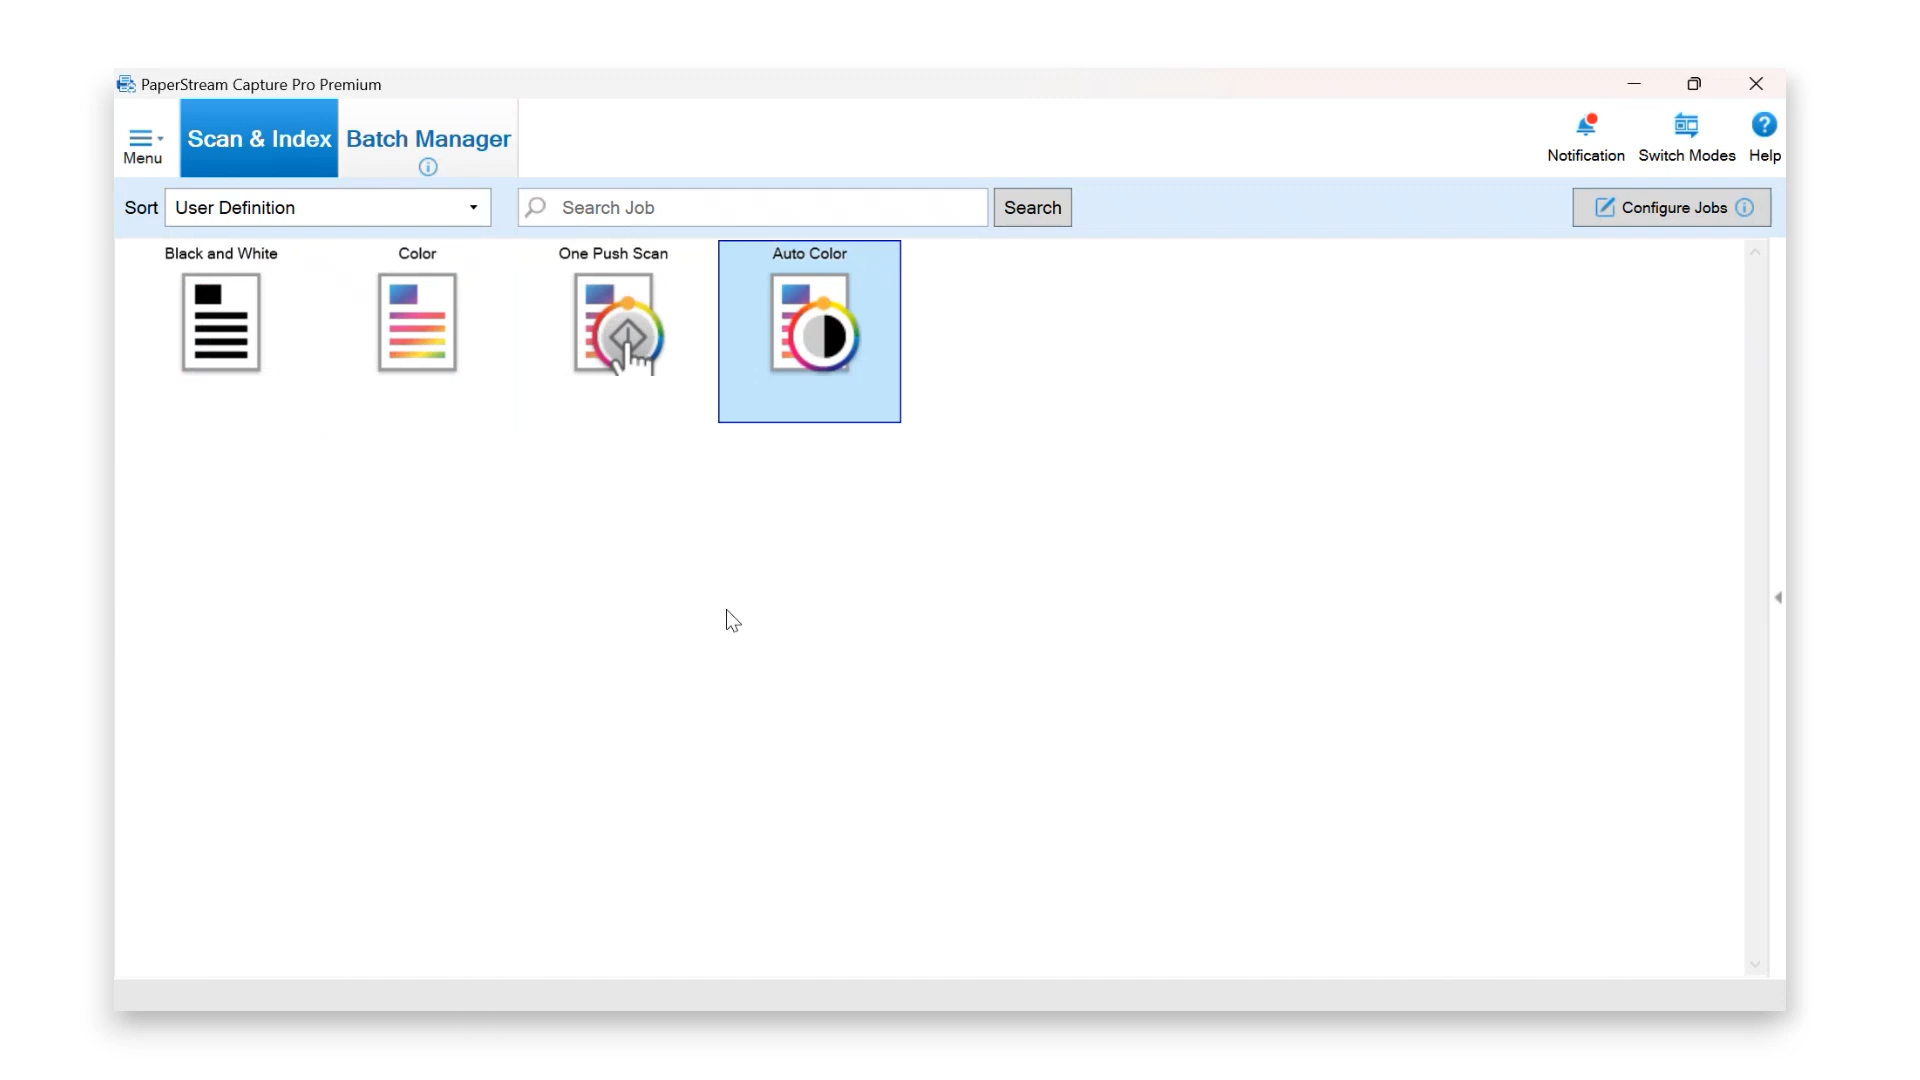 PaperStream Capture Pro Premium
Menu
Scan & Index
Batch Manager
Notification
Switch Modes
Help
Sort
User Definition
Search Job
Search
Configure Jobs
Black and White
Color
One Push Scan
Auto Color